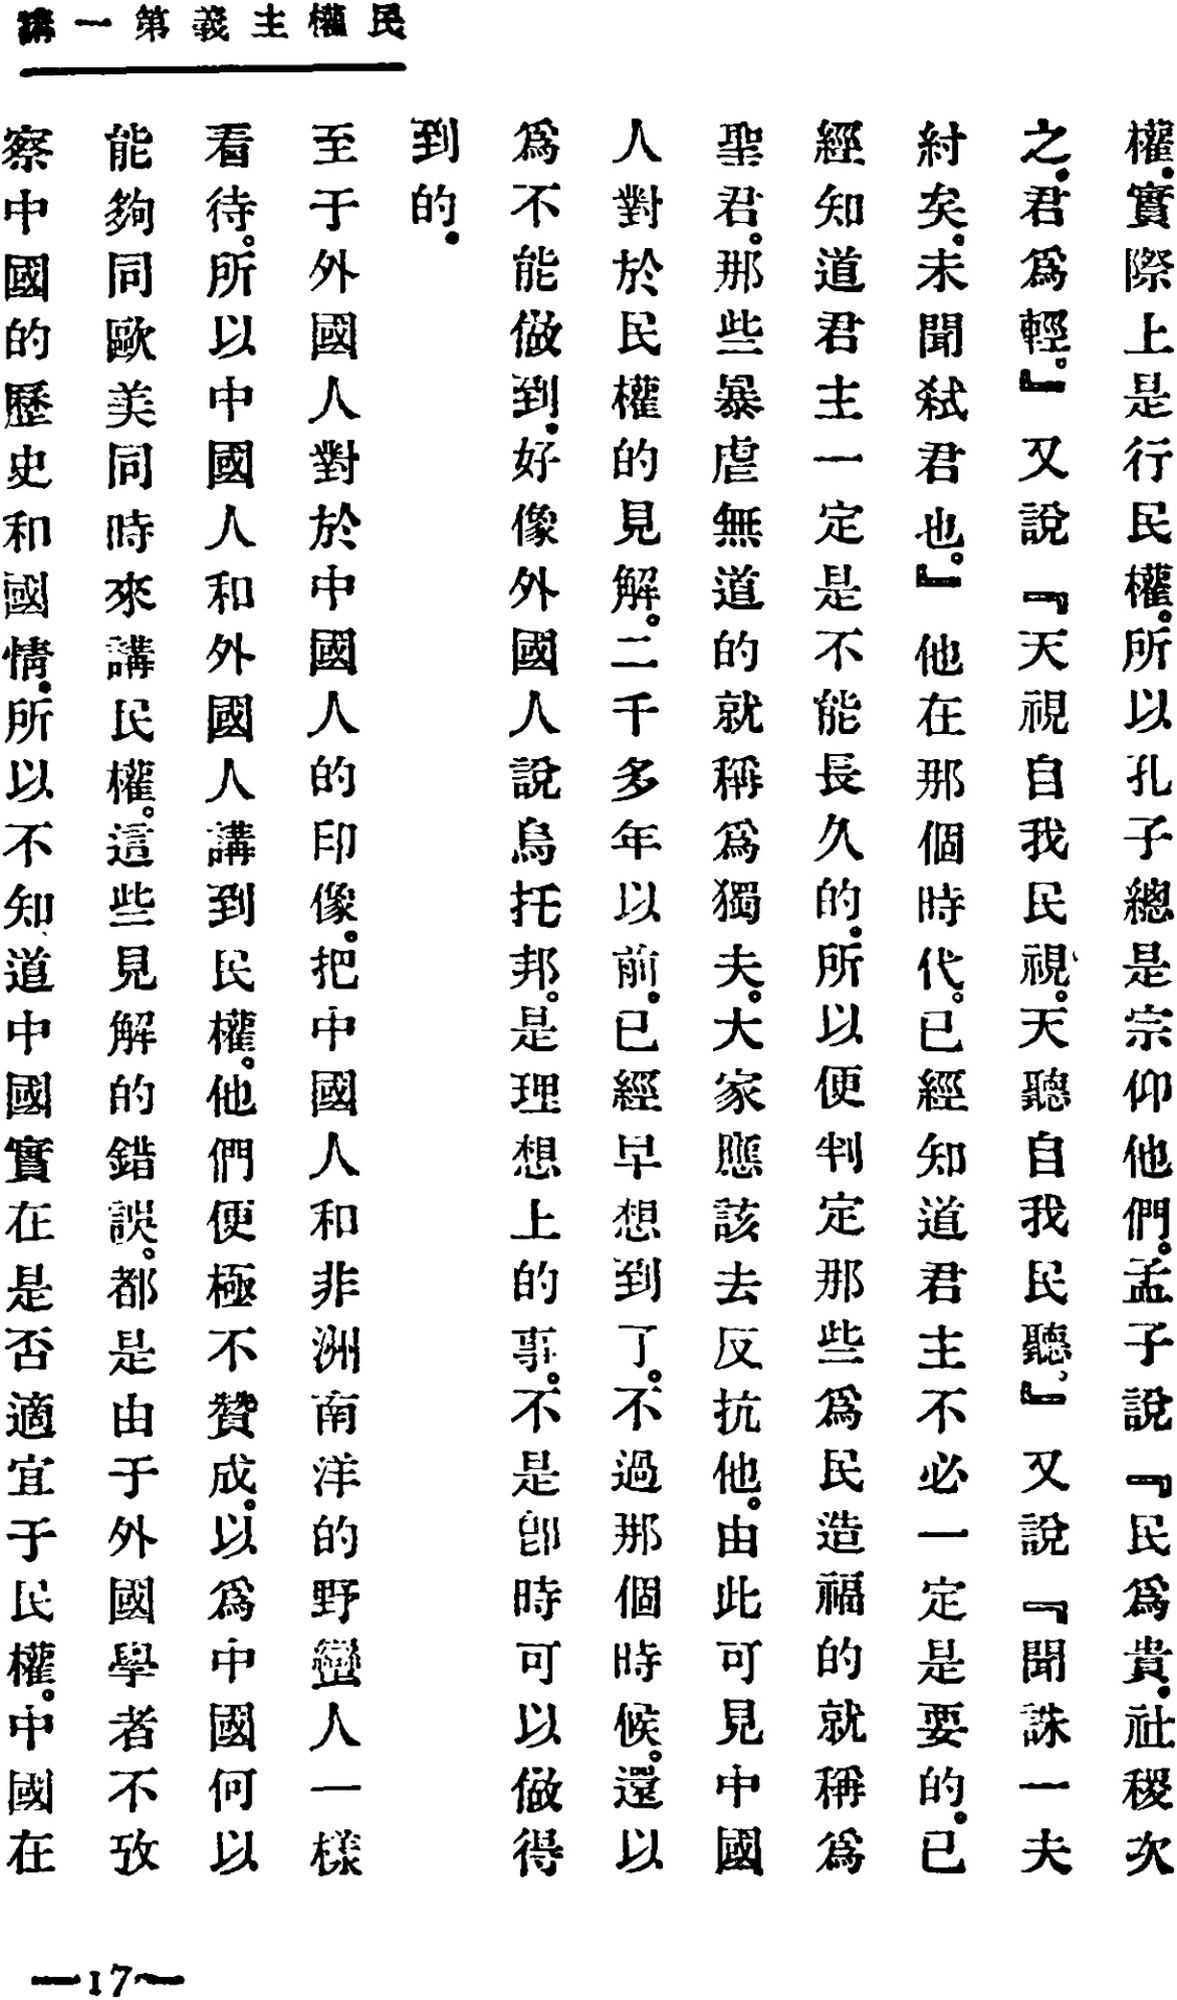 民權主義第一講
權.實際上是行民權。所以孔子總是宗仰他們。孟子說『民爲貴.社稷次
之.君爲輕。』又說『天視自我民視。天聽自我民聽、』又說『聞誅一夫
紂矣。未聞弑君也。』他在那個時代。已經知道君主不必一定是要的。已
經知道君主一定是不能長久的。所以便判定那些爲民造福的就稱爲
聖君。那些暴虐無道的就稱爲獨夫。大家應該去反抗他。由此可見中國
人對於民權的見解。二千多年以前。已經早想到了。不過那個時候。還以
爲不能做到.好像外國人說烏托邦。是理想上的事。不是卽時可以做得
到的.
至于外國人對於中國人的印像。把中國人和非洲南洋的野蠻人一樣
看待。所以中國人和外國人講到民權。他們便極不贊成。以爲中國何以
能夠同歐美同時來講民權。這些見解的錯誤。都是由于外國學者不攷
察中國的歷史和國情.所以不知道中國實在是否適宜于民權。中國在
—17—